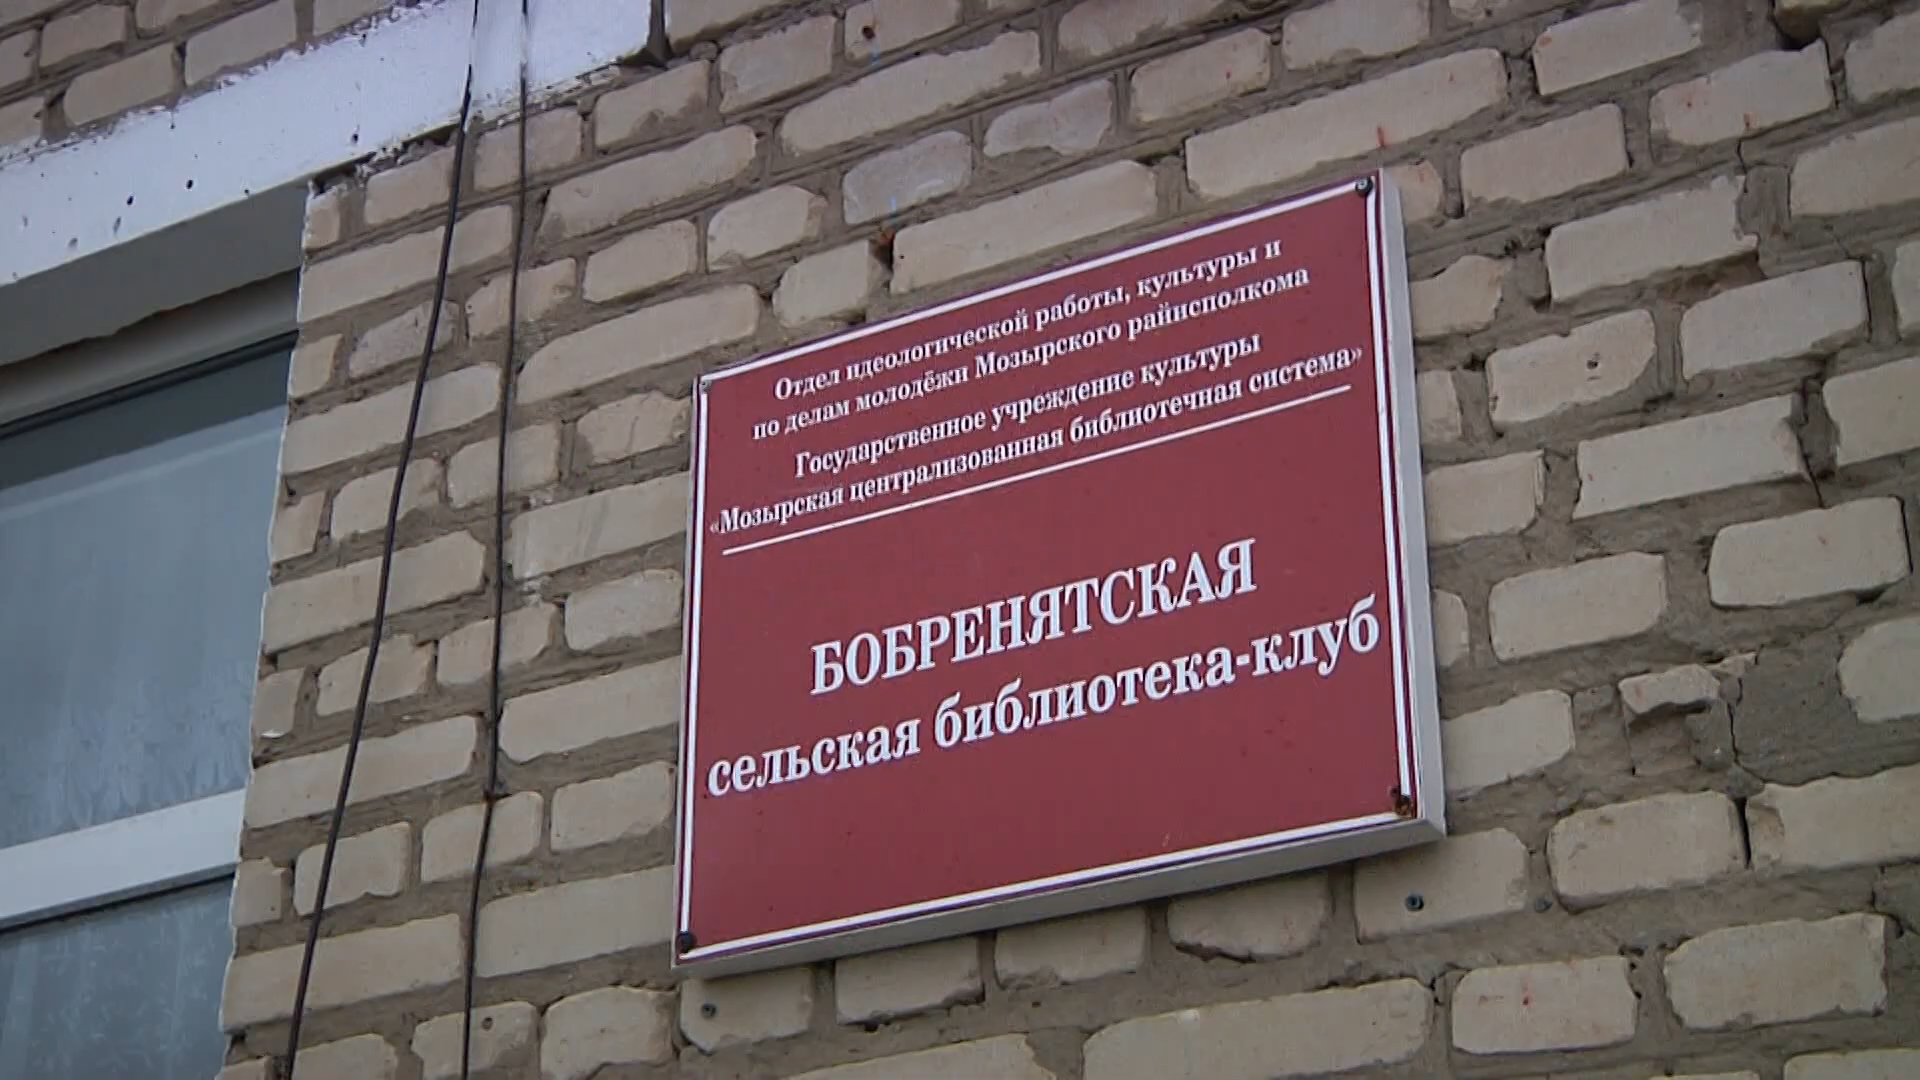 Отдел идеологической работы, культуры и
по делам молодёжи Мозырского райисполкома
Государственное учреждение культуры
«Мозырская централизованная библиотечная система»
БОБРЕНЯТСКАЯ
сельская библиотека-клуб